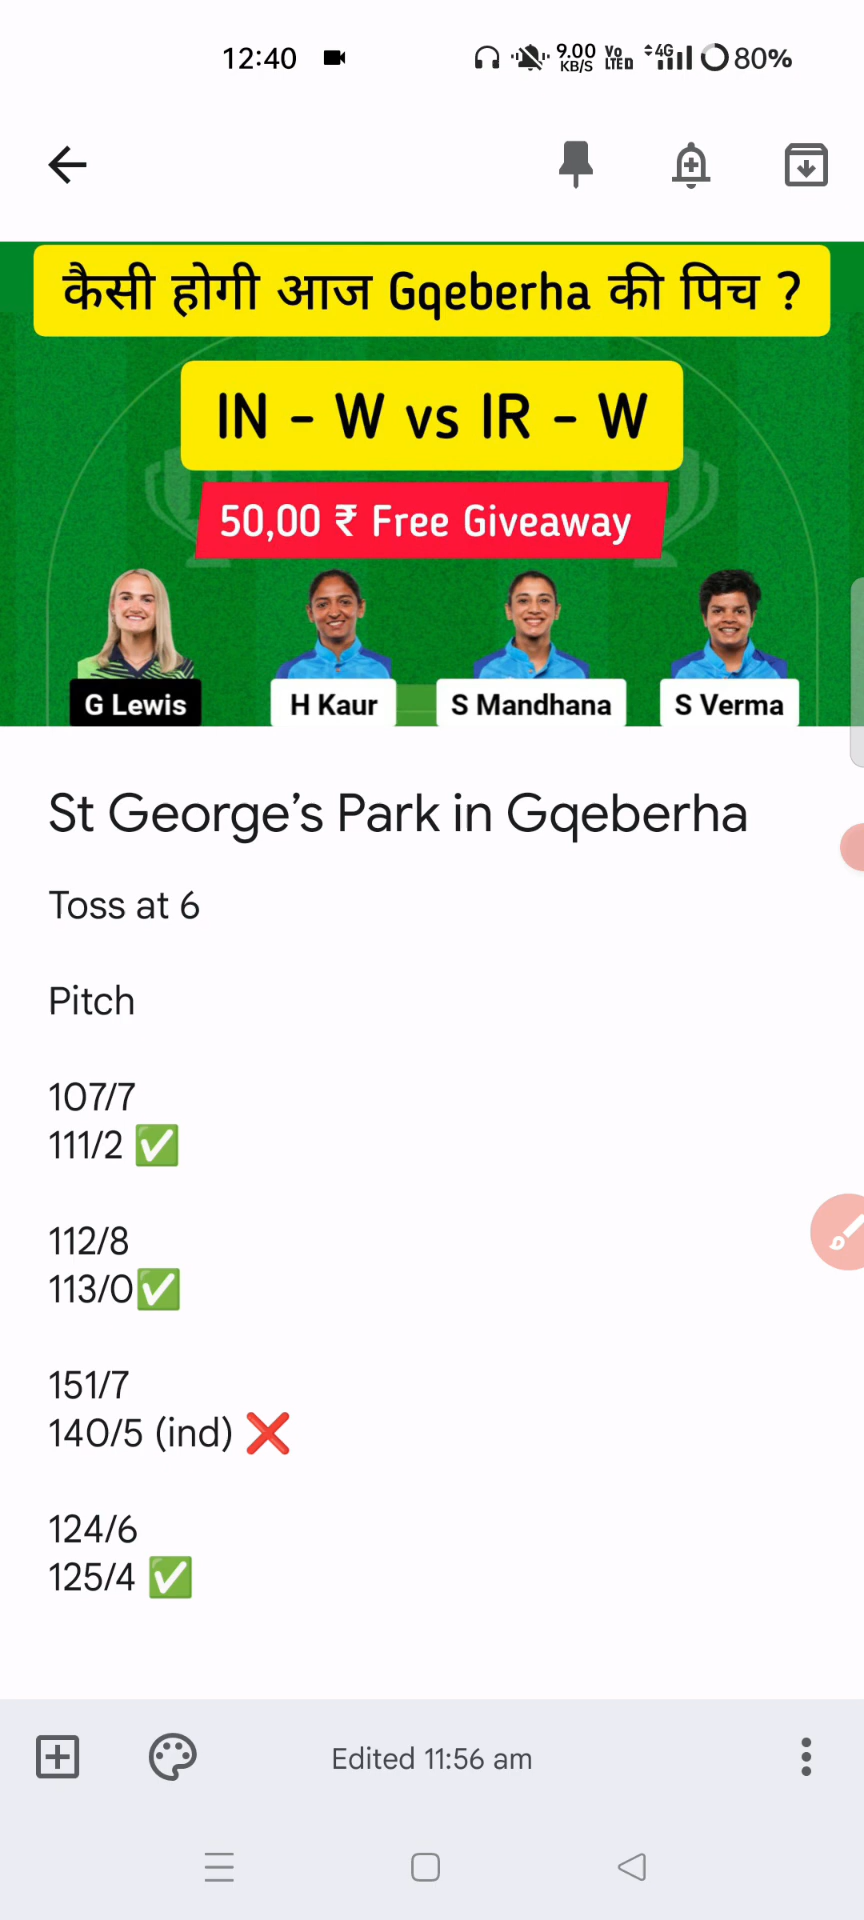 12:40
9.00 KB/S VoLTED 4G 80%
कैसी होगी आज Gqeberha की पिच ?
IN - W vs IR - W
50,00 ₹ Free Giveaway
G Lewis H Kaur S Mandhana S Verma
St George’s Park in Gqeberha
Toss at 6
Pitch
107/7
111/2 ✅
112/8
113/0✅
151/7
140/5 (ind) ❌
124/6
125/4 ✅
Edited 11:56 am